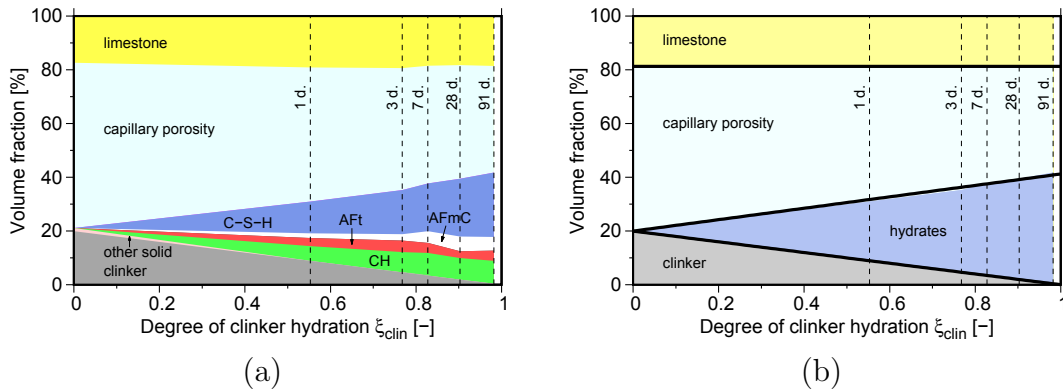 100
80
60
40
20
0
Volume fraction [%]
limestone
capillary porosity
1 d.
3 d.
7 d.
28 d.
91 d.
C−S−H
AFt
AFmC
other solid
clinker
CH
0 0.2 0.4 0.6 0.8 1
Degree of clinker hydration ξclin [−]
(a)
100
80
60
40
20
0
Volume fraction [%]
limestone
capillary porosity
1 d.
3 d.
7 d.
28 d.
91 d.
hydrates
clinker
0 0.2 0.4 0.6 0.8 1
Degree of clinker hydration ξclin [−]
(b)